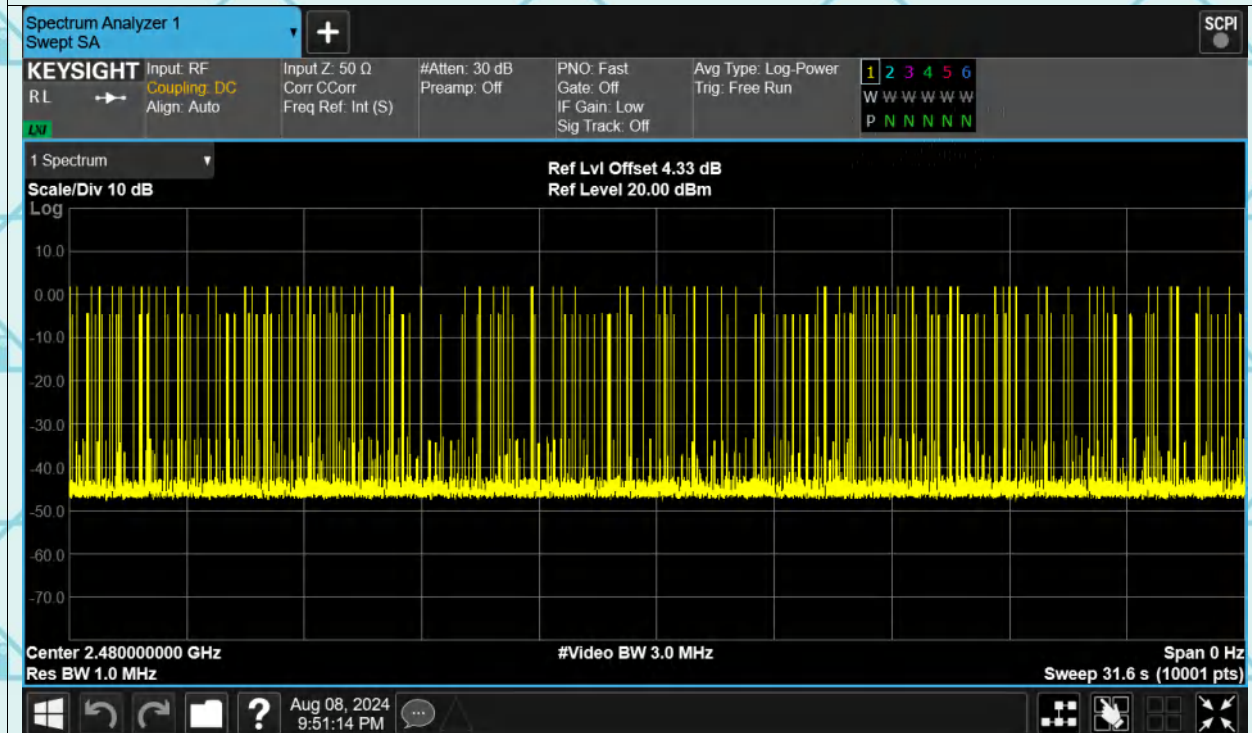 Spectrum Analyzer 1
Swept SA
+
SCPI
KEYSIGHT
RL
LXI
Input: RF
Coupling: DC
Align: Auto
Input Z: 50 Ω
Corr CCorr
Freq Ref: Int (S)
#Atten: 30 dB
Preamp: Off
PNO: Fast
Gate: Off
IF Gain: Low
Sig Track: Off
Avg Type: Log-Power
Trig: Free Run
1 2 3 4 5 6
W W W W W W
P N N N N N
1 Spectrum
Scale/Div 10 dB
Ref Lvl Offset 4.33 dB
Ref Level 20.00 dBm
Log
10.0
0.00
-10.0
-20.0
-30.0
-40.0
-50.0
-60.0
-70.0
Center 2.480000000 GHz
Res BW 1.0 MHz
#Video BW 3.0 MHz
Span 0 Hz
Sweep 31.6 s (10001 pts)
?
Aug 08, 2024
9:51:14 PM